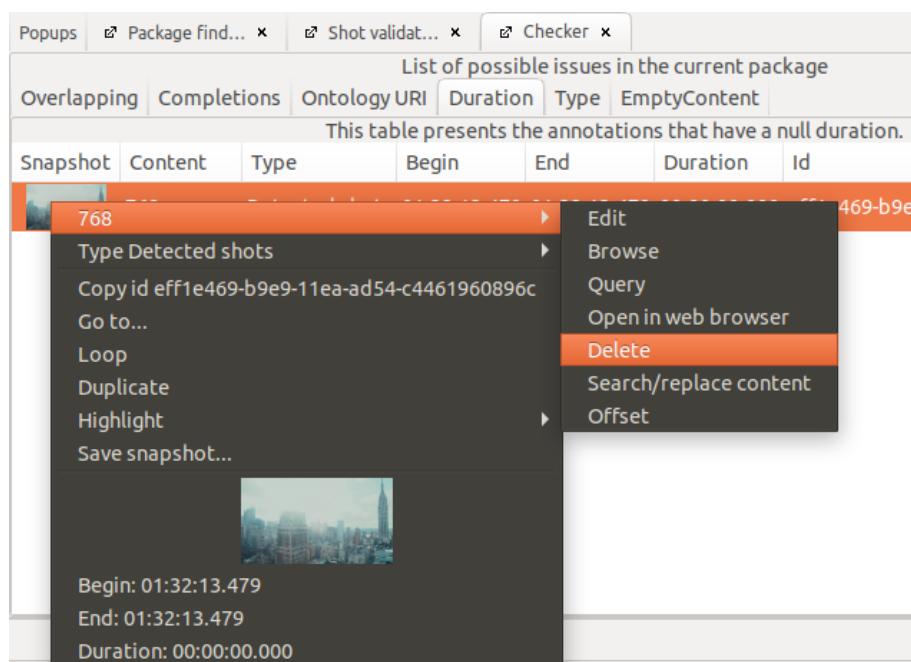 Popups Package find... × Shot validat... × Checker ×
List of possible issues in the current package
Overlapping Completions Ontology URI Duration Type EmptyContent
This table presents the annotations that have a null duration.
Snapshot Content Type Begin End Duration Id
469-b9e
768
Type Detected shots
Copy id eff1e469-b9e9-11ea-ad54-c4461960896c
Go to...
Loop
Duplicate
Highlight
Save snapshot...
Begin: 01:32:13.479
End: 01:32:13.479
Duration: 00:00:00.000
Edit
Browse
Query
Open in web browser
Delete
Search/replace content
Offset